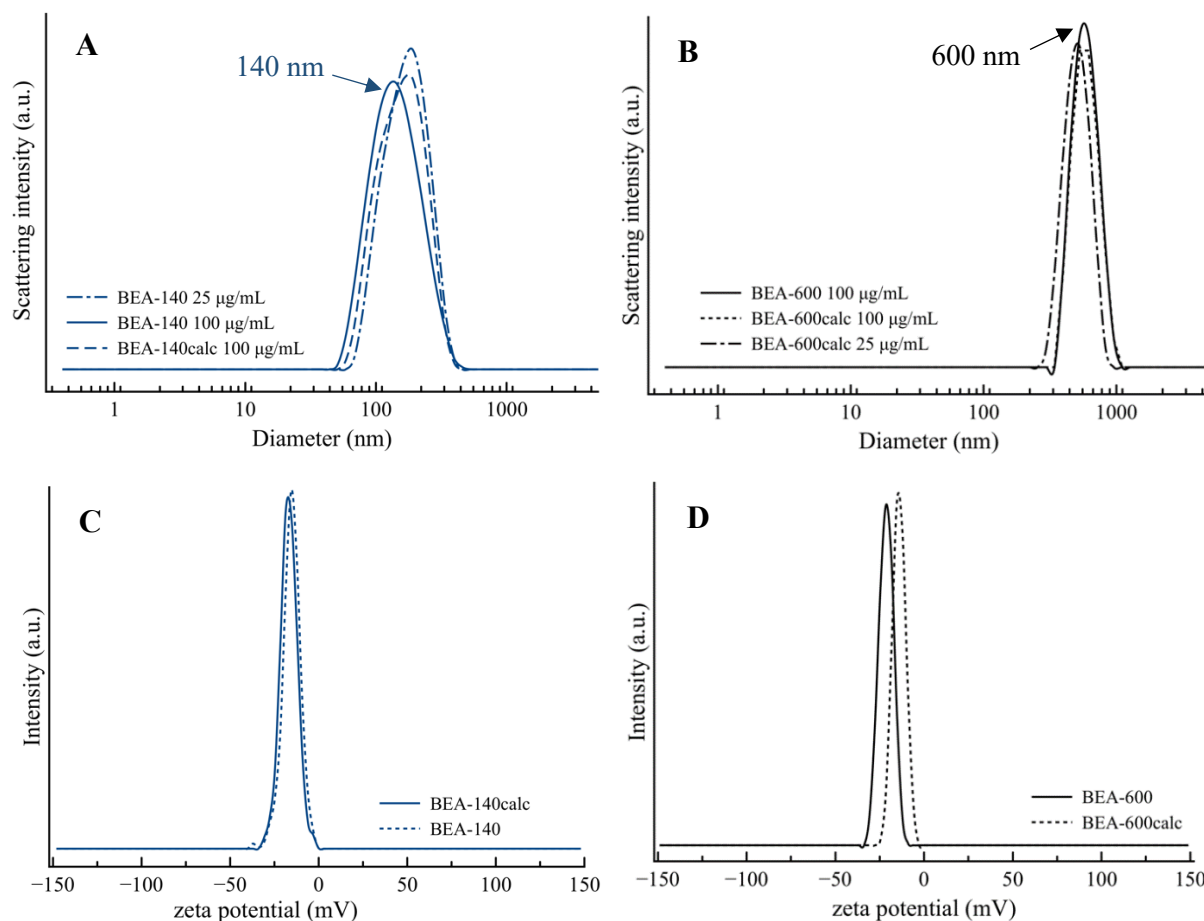 A
140 nm
Scattering intensity (a.u.)
BEA-140 25 μg/mL
BEA-140 100 μg/mL
BEA-140calc 100 μg/mL
1 10 100 1000
Diameter (nm)
B
600 nm
Scattering intensity (a.u.)
BEA-600 100 μg/mL
BEA-600calc 100 μg/mL
BEA-600calc 25 μg/mL
1 10 100 1000
Diameter (nm)
C
Intensity (a.u.)
BEA-140calc
BEA-140
−150 −100 −50 0 50 100 150
zeta potential (mV)
D
Intensity (a.u.)
BEA-600
BEA-600calc
−150 −100 −50 0 50 100 150
zeta potential (mV)